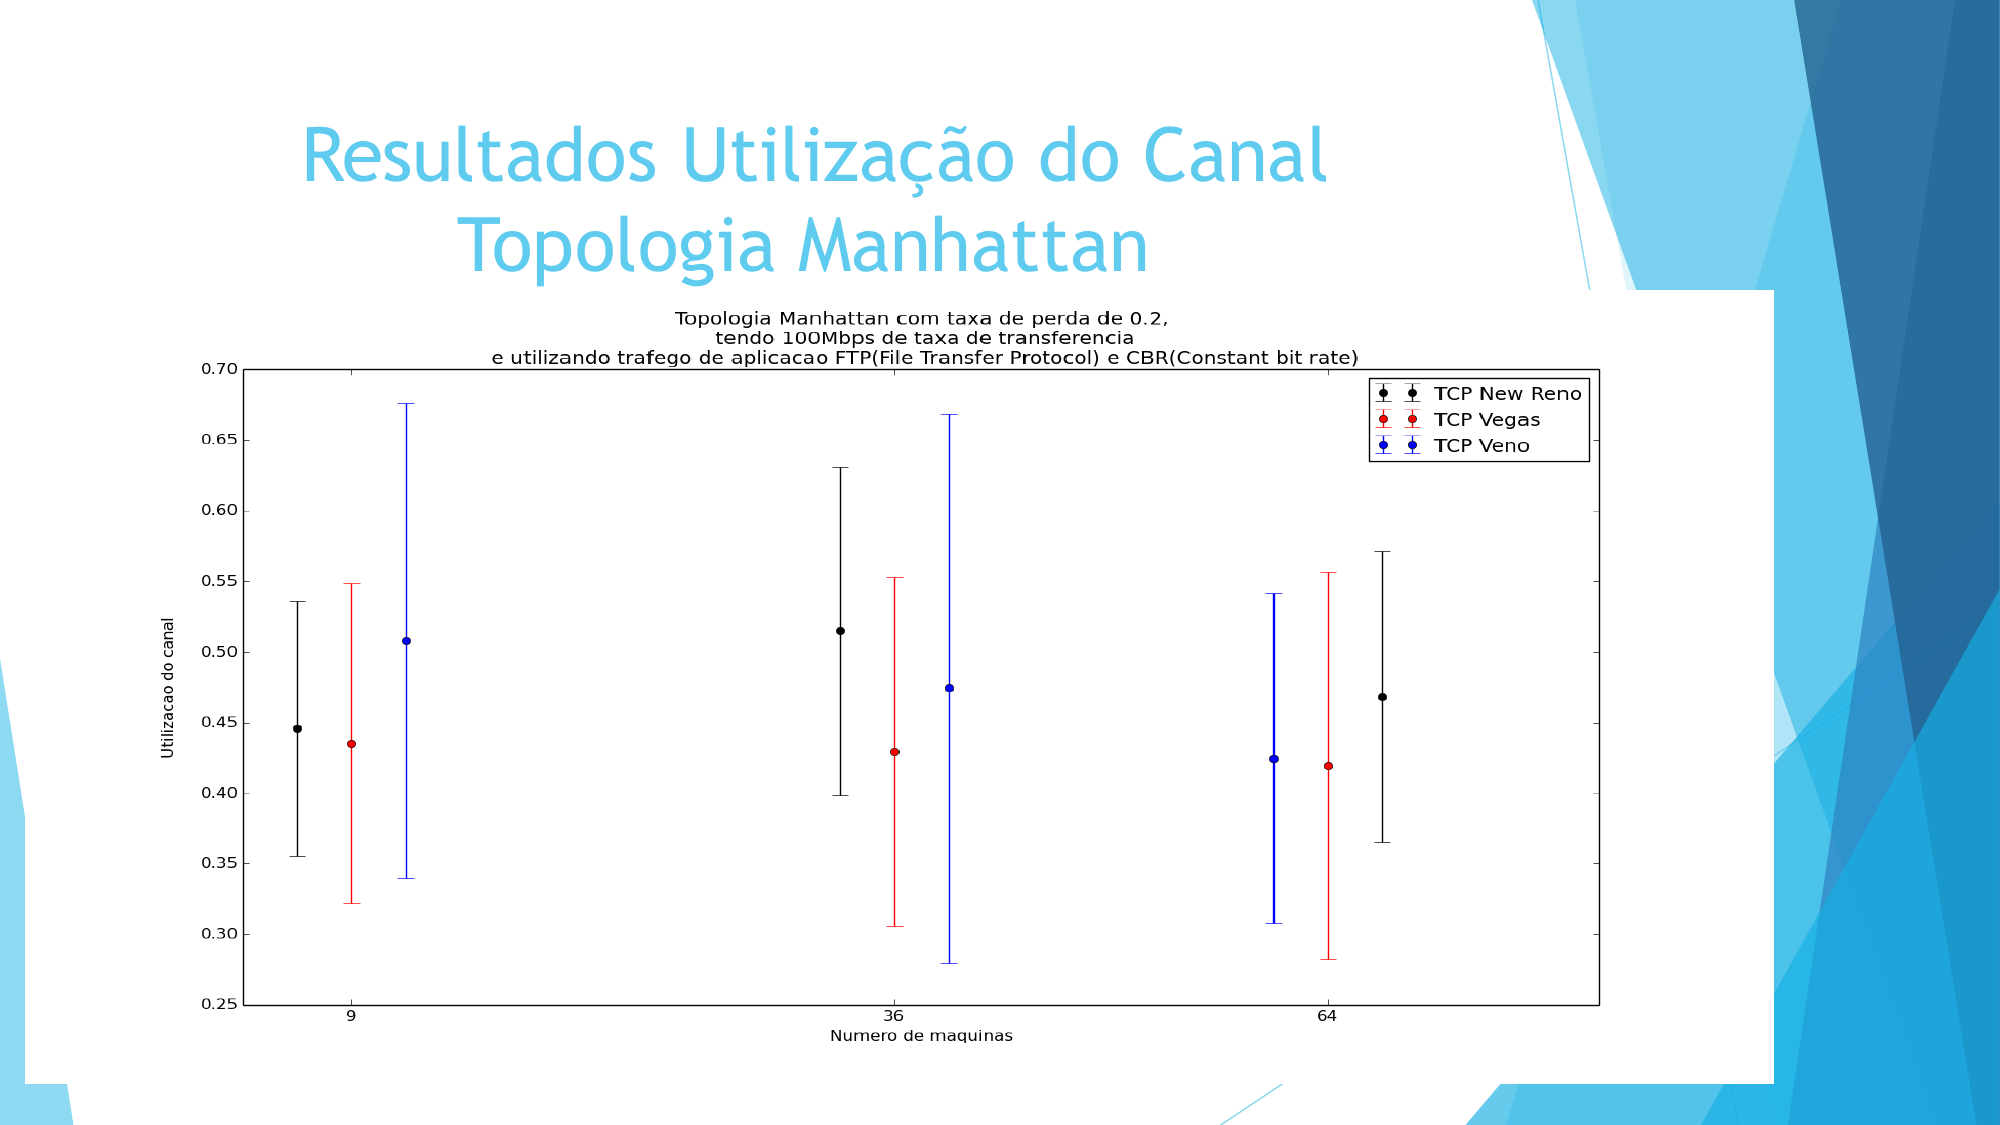 Resultados Utilização do Canal
Topologia Manhattan
Topologia Manhattan com taxa de perda de 0.2,
tendo 100Mbps de taxa de transferencia
e utilizando trafego de aplicacao FTP(File Transfer Protocol) e CBR(Constant bit rate)
0.70
0.65
0.60
0.55
0.50
0.45
0.40
0.35
0.30
0.25
Utilizacao do canal
TCP New Reno
TCP Vegas
TCP Veno
9 36 64
Numero de maquinas